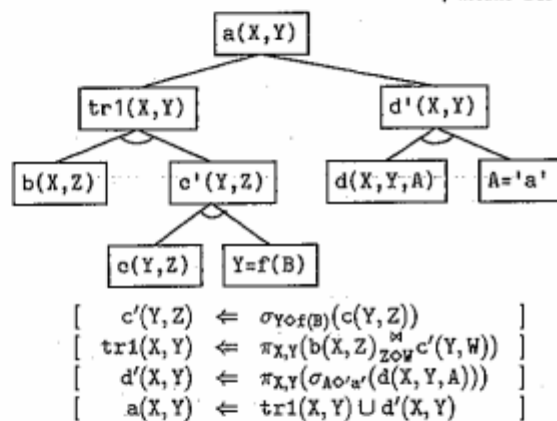 a(X,Y)
tr1(X,Y) d'(X,Y)
b(X,Z) c'(Y,Z) d(X,Y,A) A='a'
c(Y,Z) Y=f(B)
[ c′(Y,Z) ⇐ σY◇f(B)(c(Y,Z)) ]
[ tr1(X,Y) ⇐ πX,Y(b(X,Z) ⋈Z◇W c′(Y,W)) ]
[ d′(X,Y) ⇐ πX,Y(σA◇′a′(d(X,Y,A))) ]
[ a(X,Y) ⇐ tr1(X,Y) ∪ d′(X,Y) ]